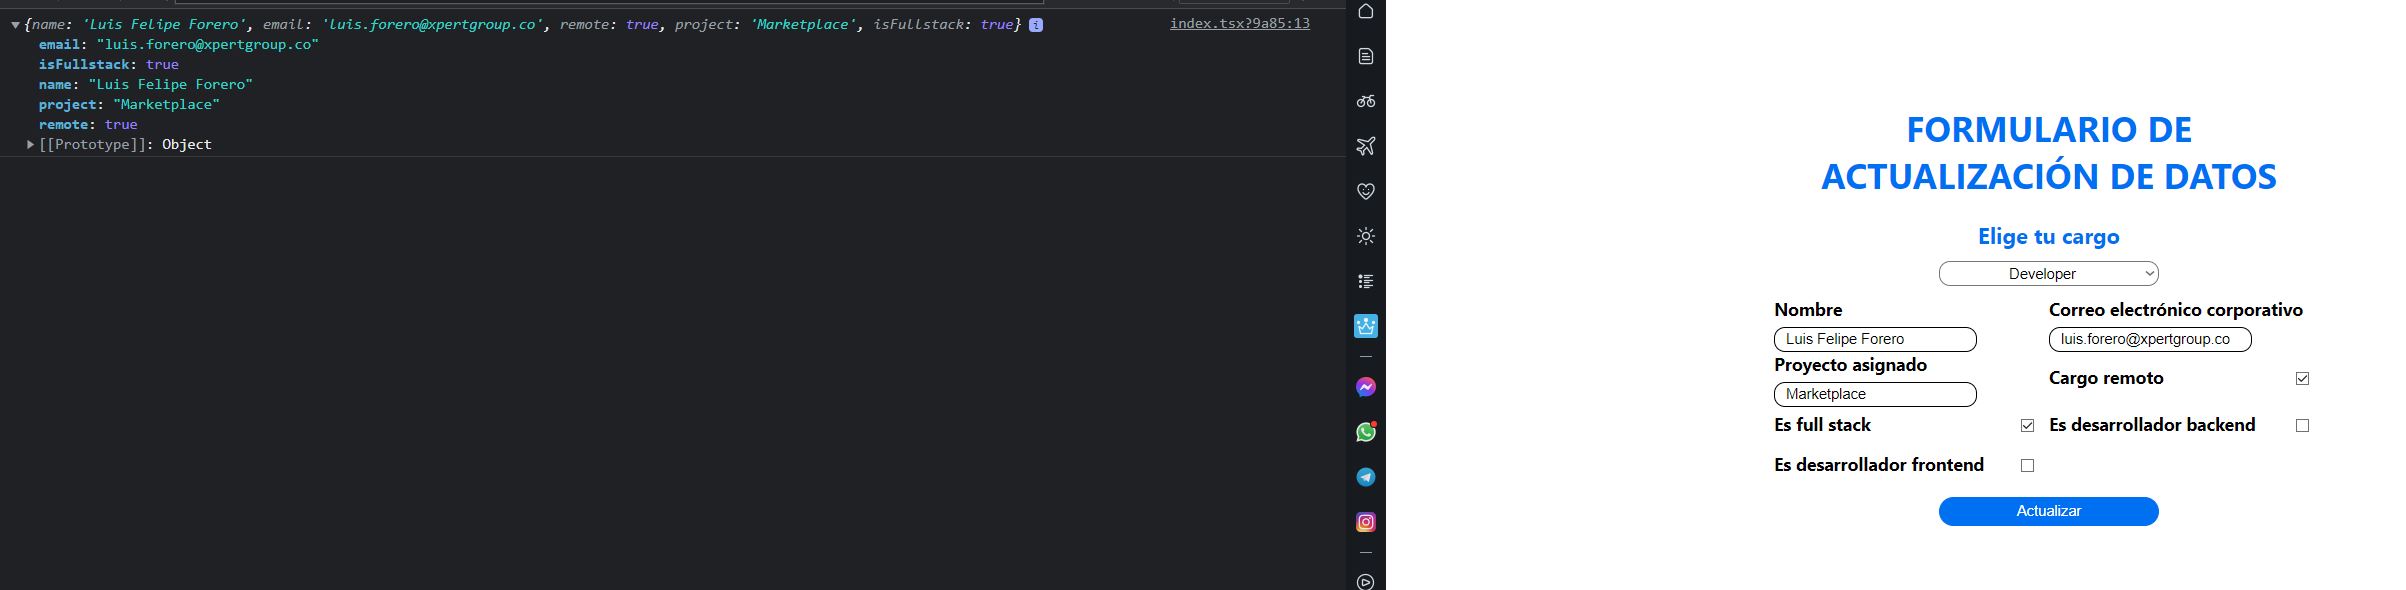 {name: 'Luis Felipe Forero', email: 'luis.forero@xpertgroup.co', remote: true, project: 'Marketplace', isFullstack: true} i
index.tsx?9a85:13
email: "luis.forero@xpertgroup.co"
isFullstack: true
name: "Luis Felipe Forero"
project: "Marketplace"
remote: true
[[Prototype]]: Object
FORMULARIO DE
ACTUALIZACIÓN DE DATOS
Elige tu cargo
Developer
Nombre
Correo electrónico corporativo
Luis Felipe Forero
luis.forero@xpertgroup.co
Proyecto asignado
Cargo remoto
Marketplace
Es full stack
Es desarrollador backend
Es desarrollador frontend
Actualizar